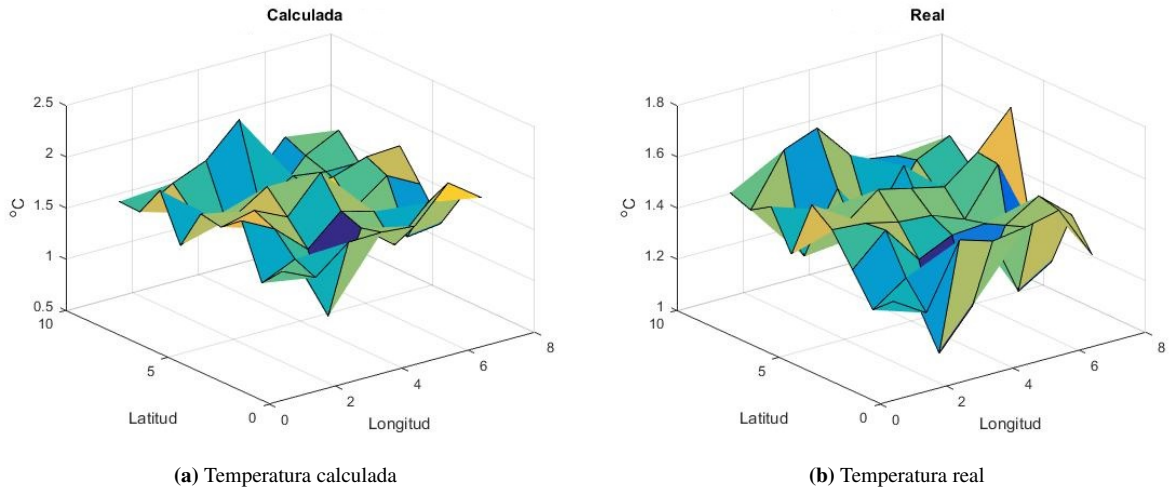 Calculada
2.5
2
1.5
1
0.5
°C
10
5
0
Latitud
0
2
4
6
8
Longitud
(a) Temperatura calculada
Real
1.8
1.6
1.4
1.2
1
°C
10
5
0
Latitud
0
2
4
6
8
Longitud
(b) Temperatura real